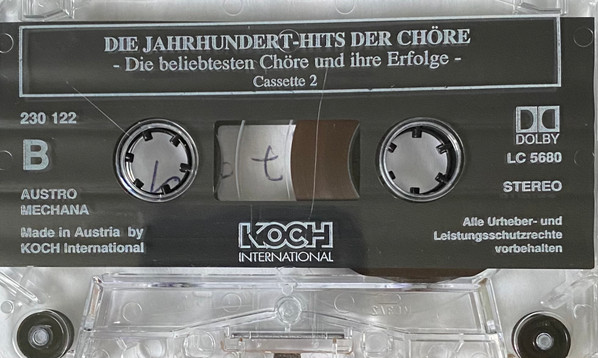 DIE JAHRHUNDERT-HITS DER CHÖRE
- Die beliebtesten Chöre und ihre Erfolge -
Cassette 2
230 122
B
AUSTRO
MECHANA
Made in Austria by
KOCH International
t
KOCH
INTERNATIONAL
DOLBY
LC 5680
STEREO
Alle Urheber- und
Leistungsschutzrechte
vorbehalten